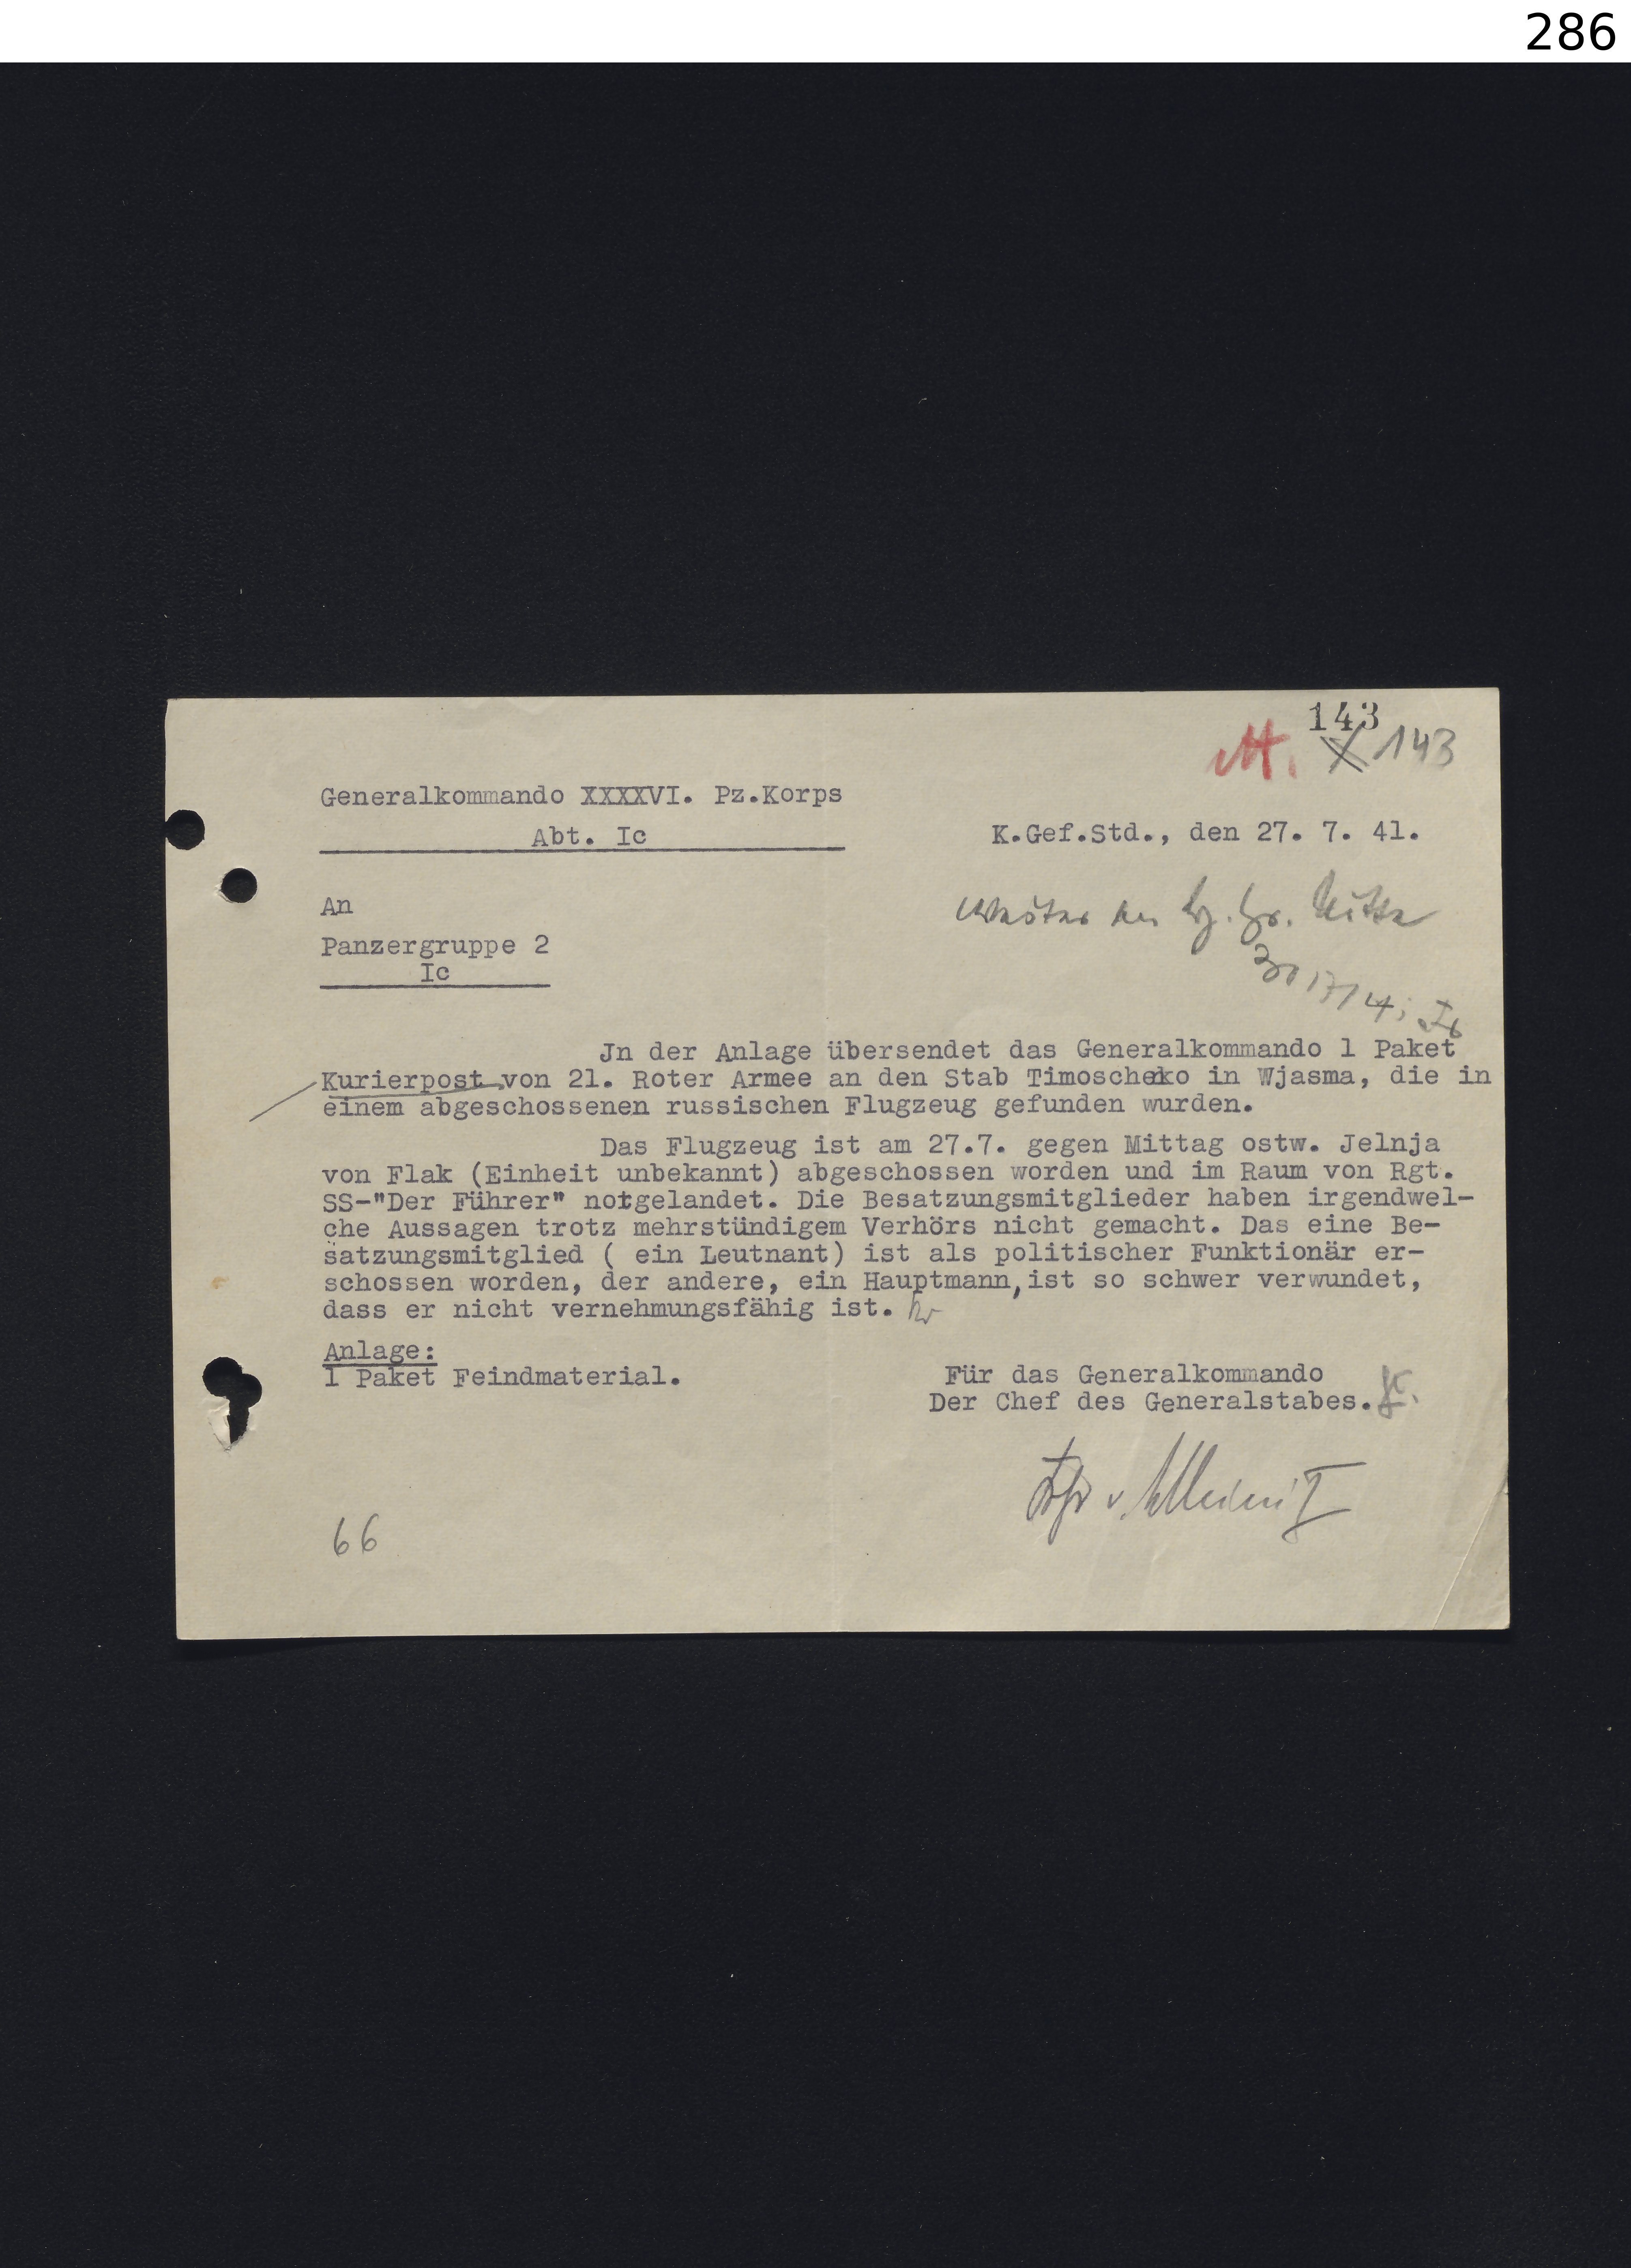 286
143
M. X 143
Generalkommando XXXXVI. Pz.Korps
Abt. Ic
K.Gef.Std., den 27. 7. 41.
An
Panzergruppe 2
Ic
weiter an H.Gr. Mitte
Jn der Anlage übersendet das Generalkommando 1 Paket
Kurierpost von 21. Roter Armee an den Stab Timoscheko in Wjasma, die in
einem abgeschossenen russischen Flugzeug gefunden wurden.
Das Flugzeug ist am 27.7. gegen Mittag ostw. Jelnja
von Flak (Einheit unbekannt) abgeschossen worden und im Raum von Rgt.
SS-"Der Führer" notgelandet. Die Besatzungsmitglieder haben irgendwel-
che Aussagen trotz mehrstündigem Verhörs nicht gemacht. Das eine Be-
satzungsmitglied ( ein Leutnant) ist als politischer Funktionär er-
schossen worden, der andere, ein Hauptmann, ist so schwer verwundet,
dass er nicht vernehmungsfähig ist.
Anlage:
1 Paket Feindmaterial.
Für das Generalkommando
Der Chef des Generalstabes.
66